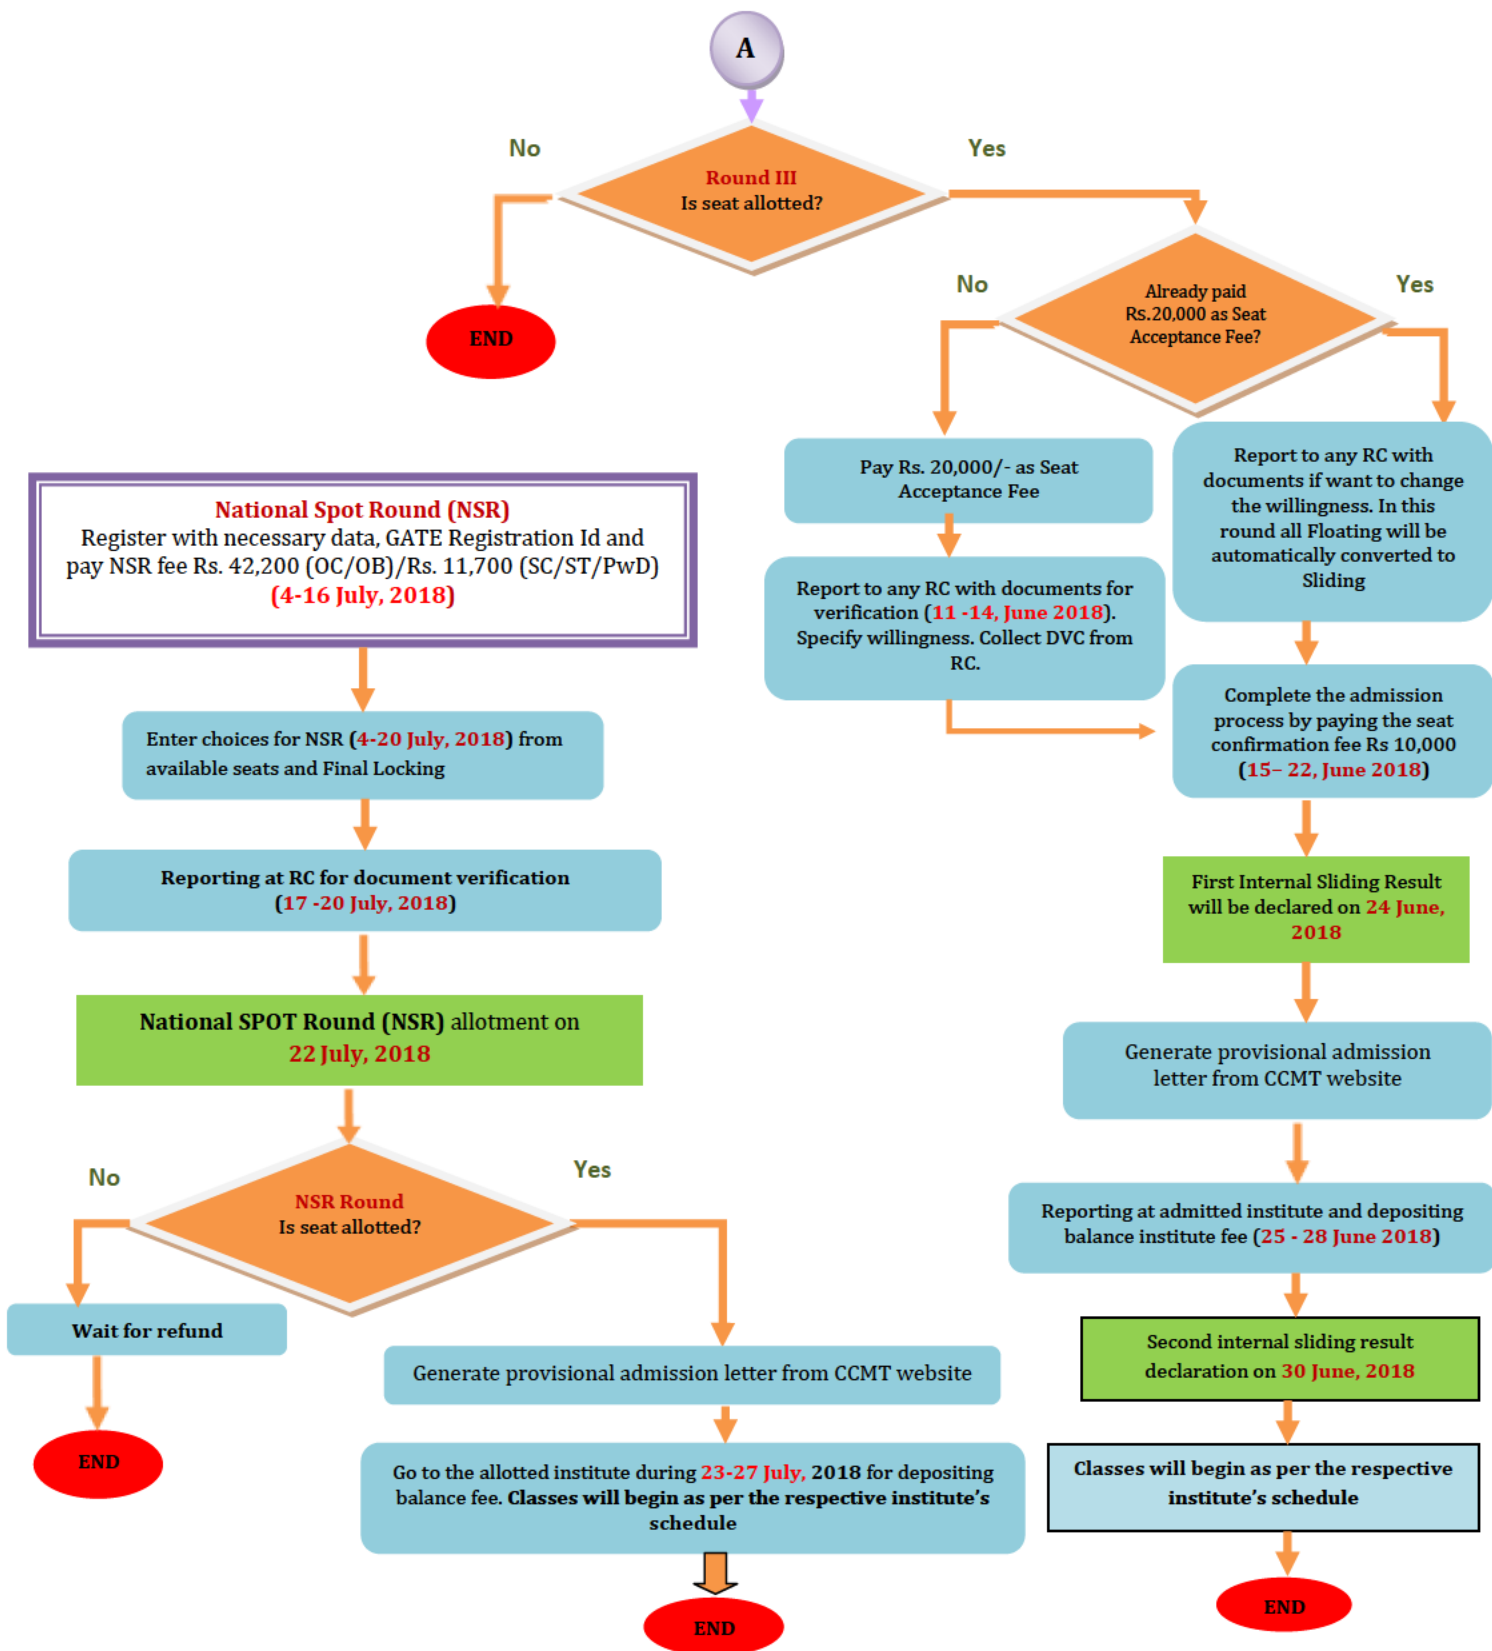 A
No
Yes
Round III
Is seat allotted?
END
No
Yes
Already paid
Rs.20,000 as Seat
Acceptance Fee?
Pay Rs. 20,000/- as Seat
Acceptance Fee
Report to any RC with
documents if want to change
the willingness. In this
round all Floating will be
automatically converted to
Sliding
Report to any RC with documents for
verification (11 -14, June 2018).
Specify willingness. Collect DVC from
RC.
Complete the admission
process by paying the seat
confirmation fee Rs 10,000
(15– 22, June 2018)
First Internal Sliding Result
will be declared on 24 June,
2018
Generate provisional admission
letter from CCMT website
Reporting at admitted institute and depositing
balance institute fee (25 - 28 June 2018)
Second internal sliding result
declaration on 30 June, 2018
Classes will begin as per the respective
institute's schedule
END
National Spot Round (NSR)
Register with necessary data, GATE Registration Id and
pay NSR fee Rs. 42,200 (OC/OB)/Rs. 11,700 (SC/ST/PwD)
(4-16 July, 2018)
Enter choices for NSR (4-20 July, 2018) from
available seats and Final Locking
Reporting at RC for document verification
(17 -20 July, 2018)
National SPOT Round (NSR) allotment on
22 July, 2018
No
Yes
NSR Round
Is seat allotted?
Wait for refund
END
Generate provisional admission letter from CCMT website
Go to the allotted institute during 23-27 July, 2018 for depositing
balance fee. Classes will begin as per the respective institute's
schedule
END